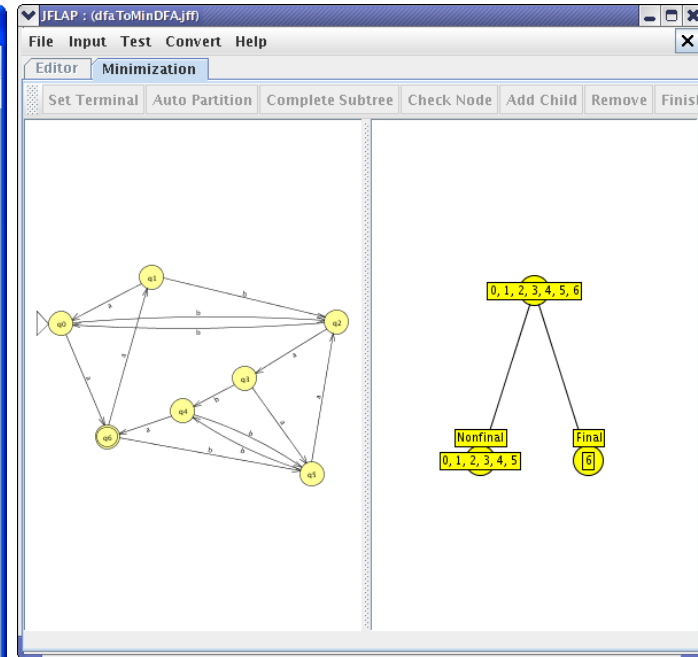 JFLAP : (dfaToMinDFA.jff)
File Input Test Convert Help
Editor Minimization
Set Terminal Auto Partition Complete Subtree Check Node Add Child Remove Finish
q1
a b
q0 b q2
b
a a a
q3
b
q4 a a
a b
q6 b b
q5
0, 1, 2, 3, 4, 5, 6
Nonfinal Final
0, 1, 2, 3, 4, 5 6